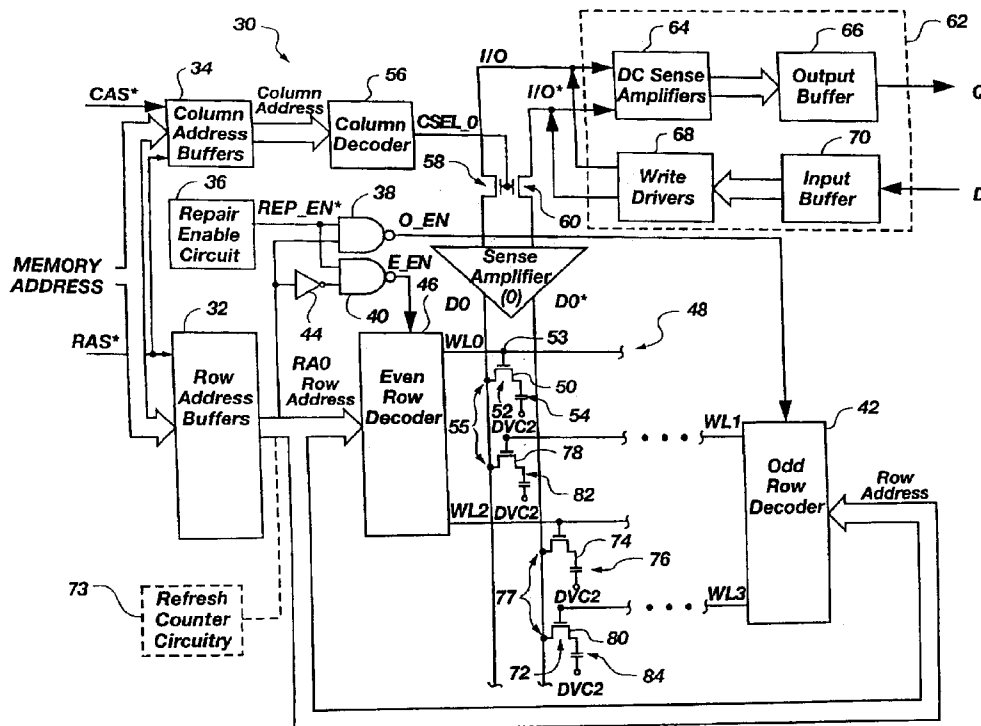 30
34
CAS*
Column
Address
Buffers
Column
Address
56
Column
Decoder
CSEL_0
I/O
I/O*
64
DC Sense
Amplifiers
66
Output
Buffer
62
Q
68
Write
Drivers
70
Input
Buffer
D
58
60
36
Repair
Enable
Circuit
REP_EN*
38
O_EN
E_EN
44
40
46
MEMORY
ADDRESS
Sense
Amplifier
(0)
D0
D0*
RAS*
32
Row
Address
Buffers
RA0
Row
Address
Even
Row
Decoder
WL0
53
48
50
52
54
DVC2
55
WL1
78
82
DVC2
WL2
42
Odd
Row
Decoder
Row
Address
74
76
DVC2
77
WL3
80
72
84
DVC2
73
Refresh
Counter
Circuitry